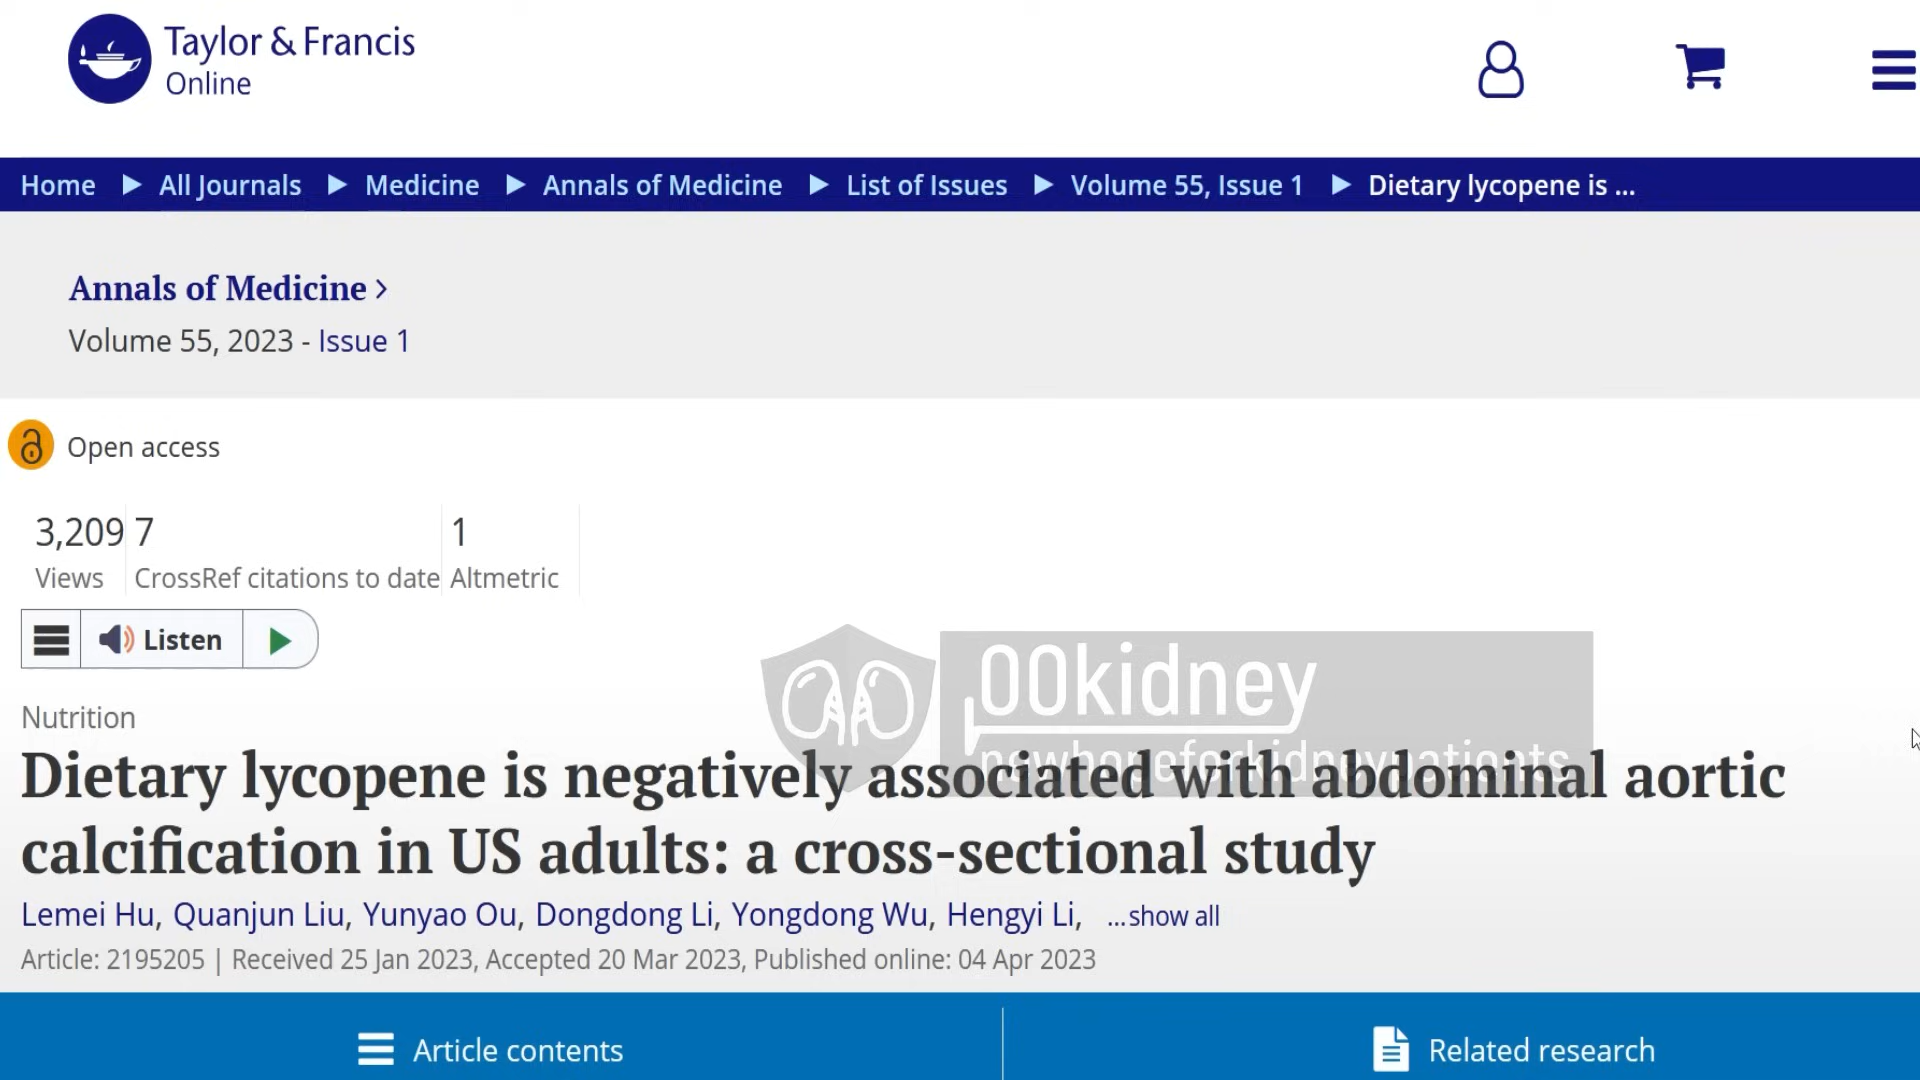 Taylor & Francis
Online
Home All Journals Medicine Annals of Medicine List of Issues Volume 55, Issue 1 Dietary lycopene is ...
Annals of Medicine >
Volume 55, 2023 - Issue 1
Open access
3,209 7 1
Views CrossRef citations to date Altmetric
Listen
00kidney
newhopeforkidneypatients
Nutrition
Dietary lycopene is negatively associated with abdominal aortic
calcification in US adults: a cross-sectional study
Lemei Hu, Quanjun Liu, Yunyao Ou, Dongdong Li, Yongdong Wu, Hengyi Li, ...show all
Article: 2195205 | Received 25 Jan 2023, Accepted 20 Mar 2023, Published online: 04 Apr 2023
Article contents Related research